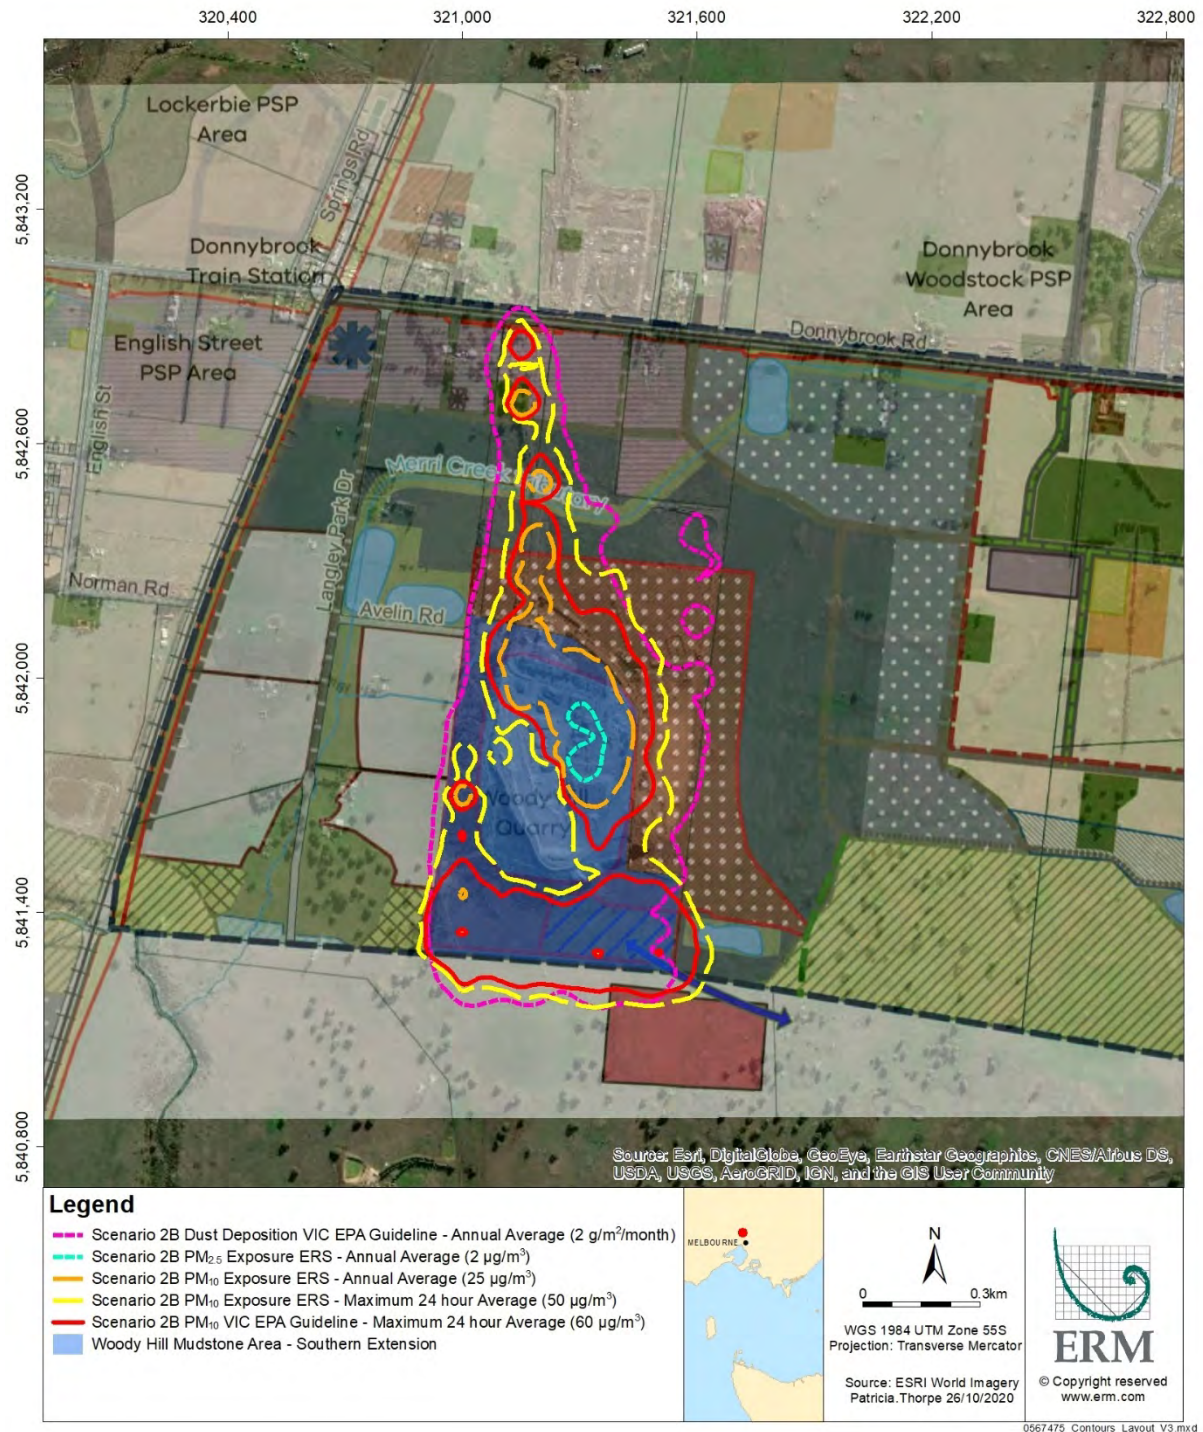 320,400
321,000
321,600
322,200
322,800
5,843,200
5,842,600
5,842,000
5,841,400
5,840,800
Lockerbie PSP
Area
Springs Rd
Donnybrook
Train Station
Donnybrook
Woodstock PSP
Area
English Street
PSP Area
Donnybrook Rd
English St
Merri Creek
Langley Park Dr
Norman Rd
Avelin Rd
Quarry
Source: Esri, DigitalGlobe, GeoEye, Earthstar Geographics, CNES/Airbus DS,
USDA, USGS, AeroGRID, IGN, and the GIS User Community
Legend
Scenario 2B Dust Deposition VIC EPA Guideline - Annual Average (2 g/m²/month)
Scenario 2B PM₂.₅ Exposure ERS - Annual Average (2 µg/m³)
Scenario 2B PM₁₀ Exposure ERS - Annual Average (25 µg/m³)
Scenario 2B PM₁₀ Exposure ERS - Maximum 24 hour Average (50 µg/m³)
Scenario 2B PM₁₀ VIC EPA Guideline - Maximum 24 hour Average (60 µg/m³)
Woody Hill Mudstone Area - Southern Extension
MELBOURNE
N
0 0.3km
WGS 1984 UTM Zone 55S
Projection: Transverse Mercator
Source: ESRI World Imagery
Patricia.Thorpe 26/10/2020
ERM
© Copyright reserved
www.erm.com
0567475_Contours_Layout_V3.mxd